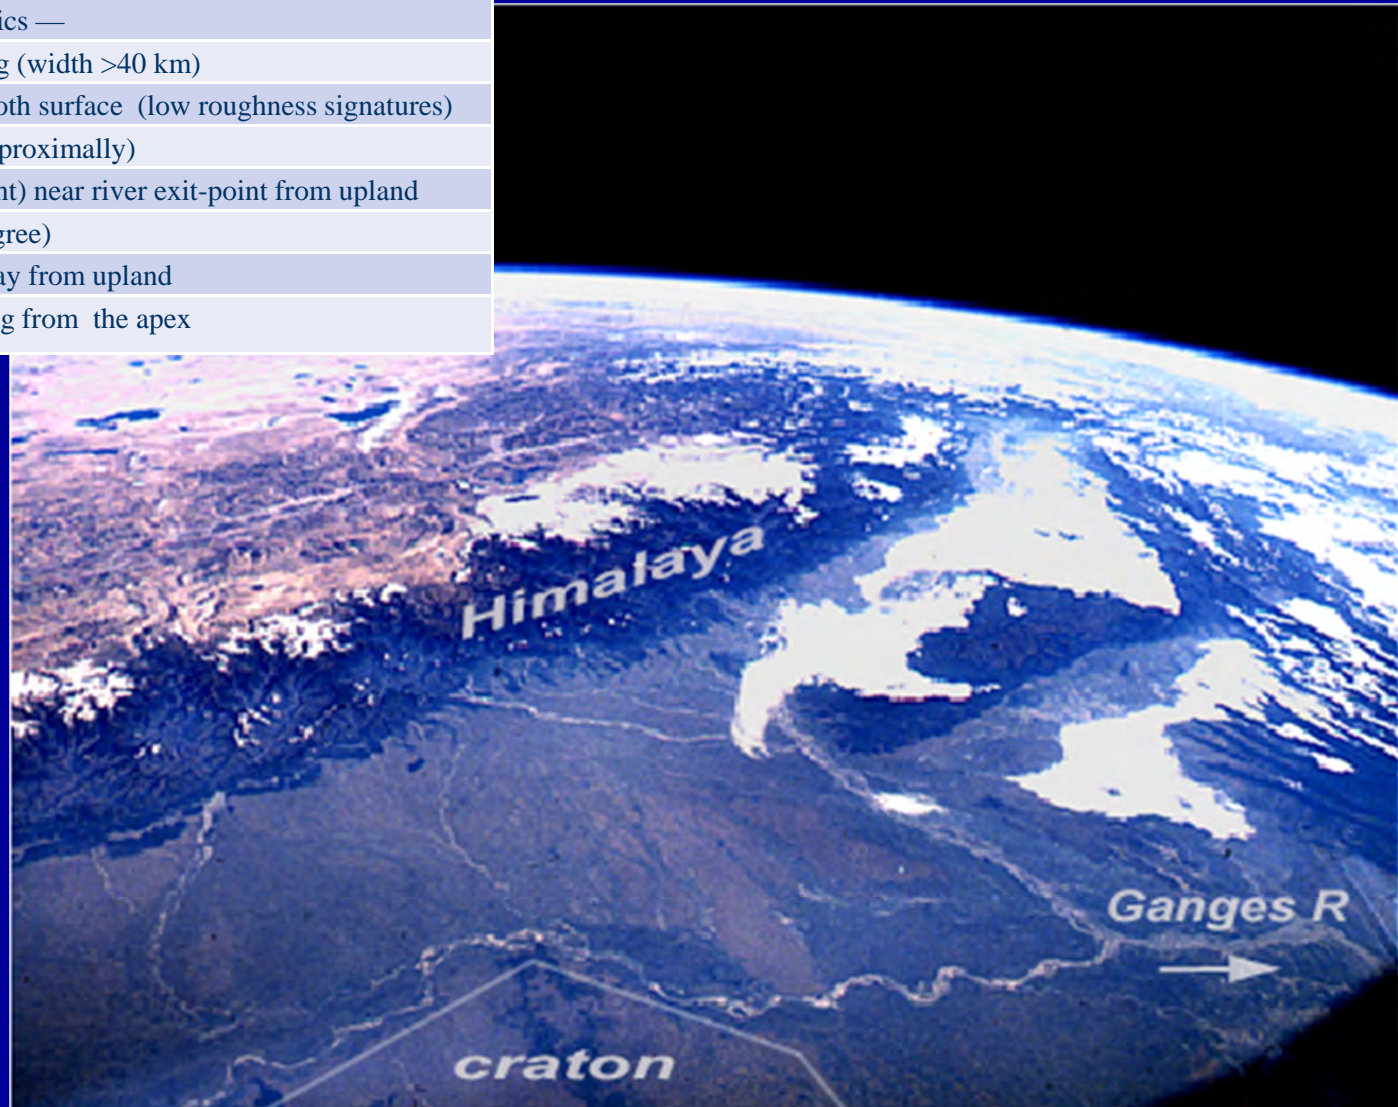 ics —
g (width >40 km)
oth surface (low roughness signatures)
proximally)
nt) near river exit-point from upland
gree)
ay from upland
g from the apex
Himalaya
Ganges R
craton